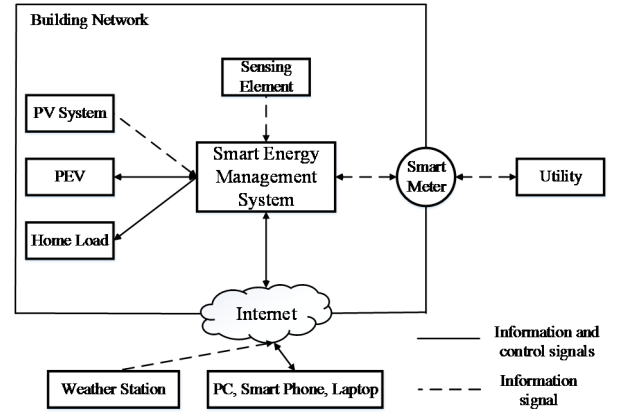 Building Network
Sensing
Element
PV System
Smart Energy
Management
System
PEV
Smart
Meter
Utility
Home Load
Internet
Information and
control signals
Weather Station
PC, Smart Phone, Laptop
Information
signal